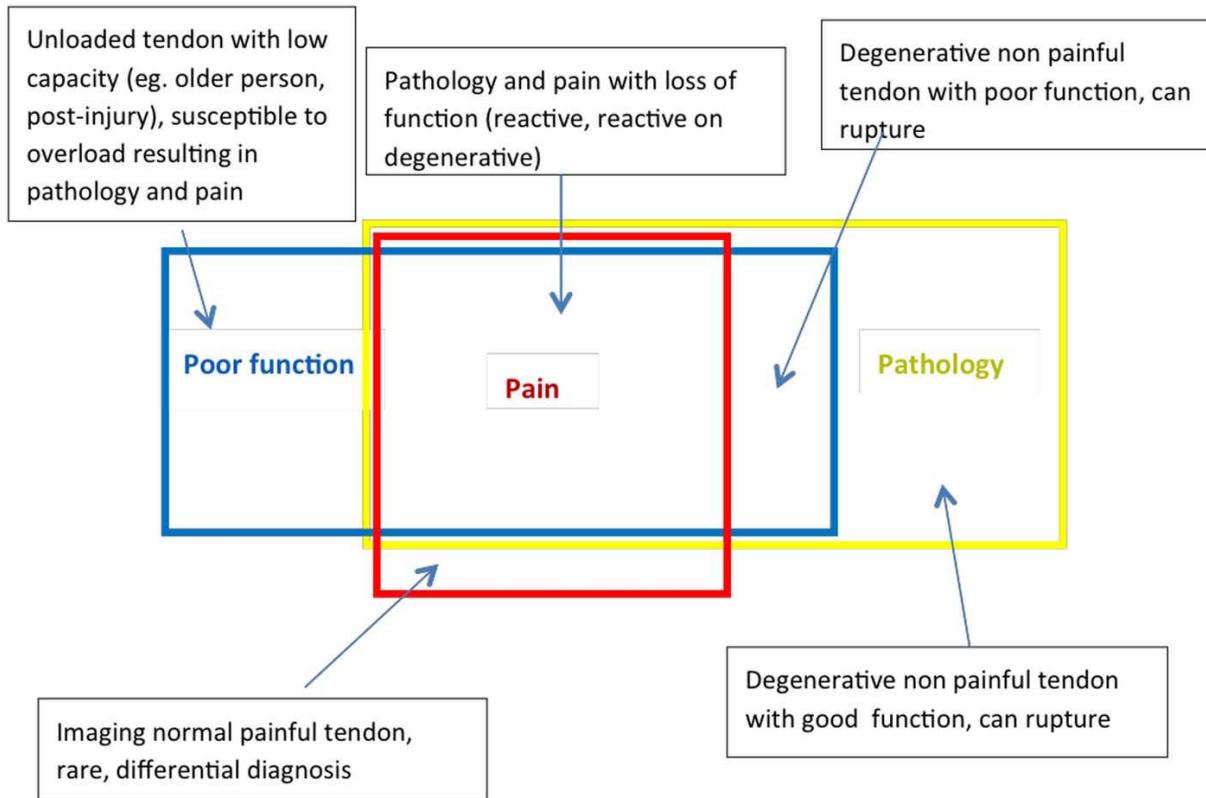 Unloaded tendon with low
capacity (eg. older person,
post-injury), susceptible to
overload resulting in
pathology and pain
Pathology and pain with loss of
function (reactive, reactive on
degenerative)
Degenerative non painful
tendon with poor function, can
rupture
Poor function
Pain
Pathology
Imaging normal painful tendon,
rare, differential diagnosis
Degenerative non painful tendon
with good function, can rupture